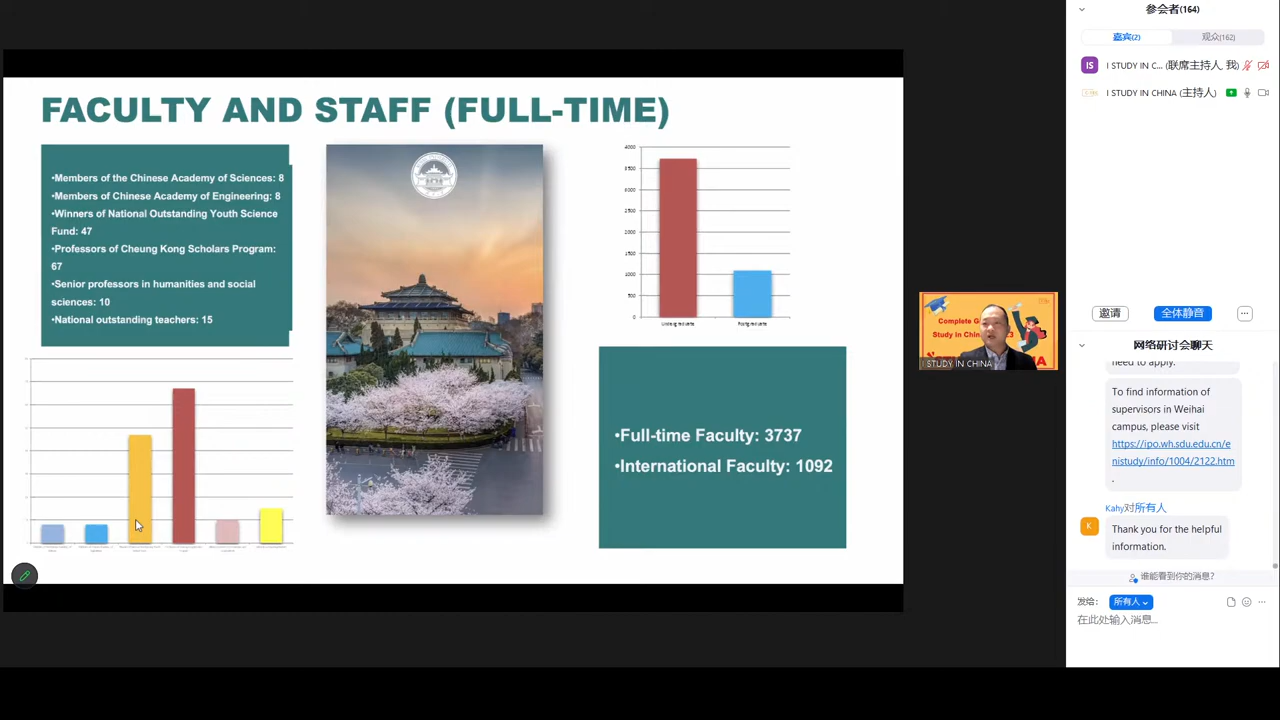 FACULTY AND STAFF (FULL-TIME)
•Members of the Chinese Academy of Sciences: 8
•Members of Chinese Academy of Engineering: 8
•Winners of National Outstanding Youth Science
Fund: 47
•Professors of Cheung Kong Scholars Program:
67
•Senior professors in humanities and social
sciences: 10
•National outstanding teachers: 15
4000
3500
3000
2500
2000
1500
1000
500
0
Undergraduate
Postgraduate
•Full-time Faculty: 3737
•International Faculty: 1092
Complete G
Study In Chin
I STUDY IN CHINA
参会者(164)
嘉宾(2)
观众(162)
IS
I STUDY IN C... (联席主持人, 我)
I STUDY IN CHINA (主持人)
邀请
全体静音
...
网络研讨会聊天
need to apply.
To find information of
supervisors in Weihai
campus, please visit
https://ipo.wh.sdu.edu.cn/e
nistudy/info/1004/2122.htm
.
Kahy对所有人
K
Thank you for the helpful
information.
谁能看到你的消息?
发给:
所有人
在此处输入消息...